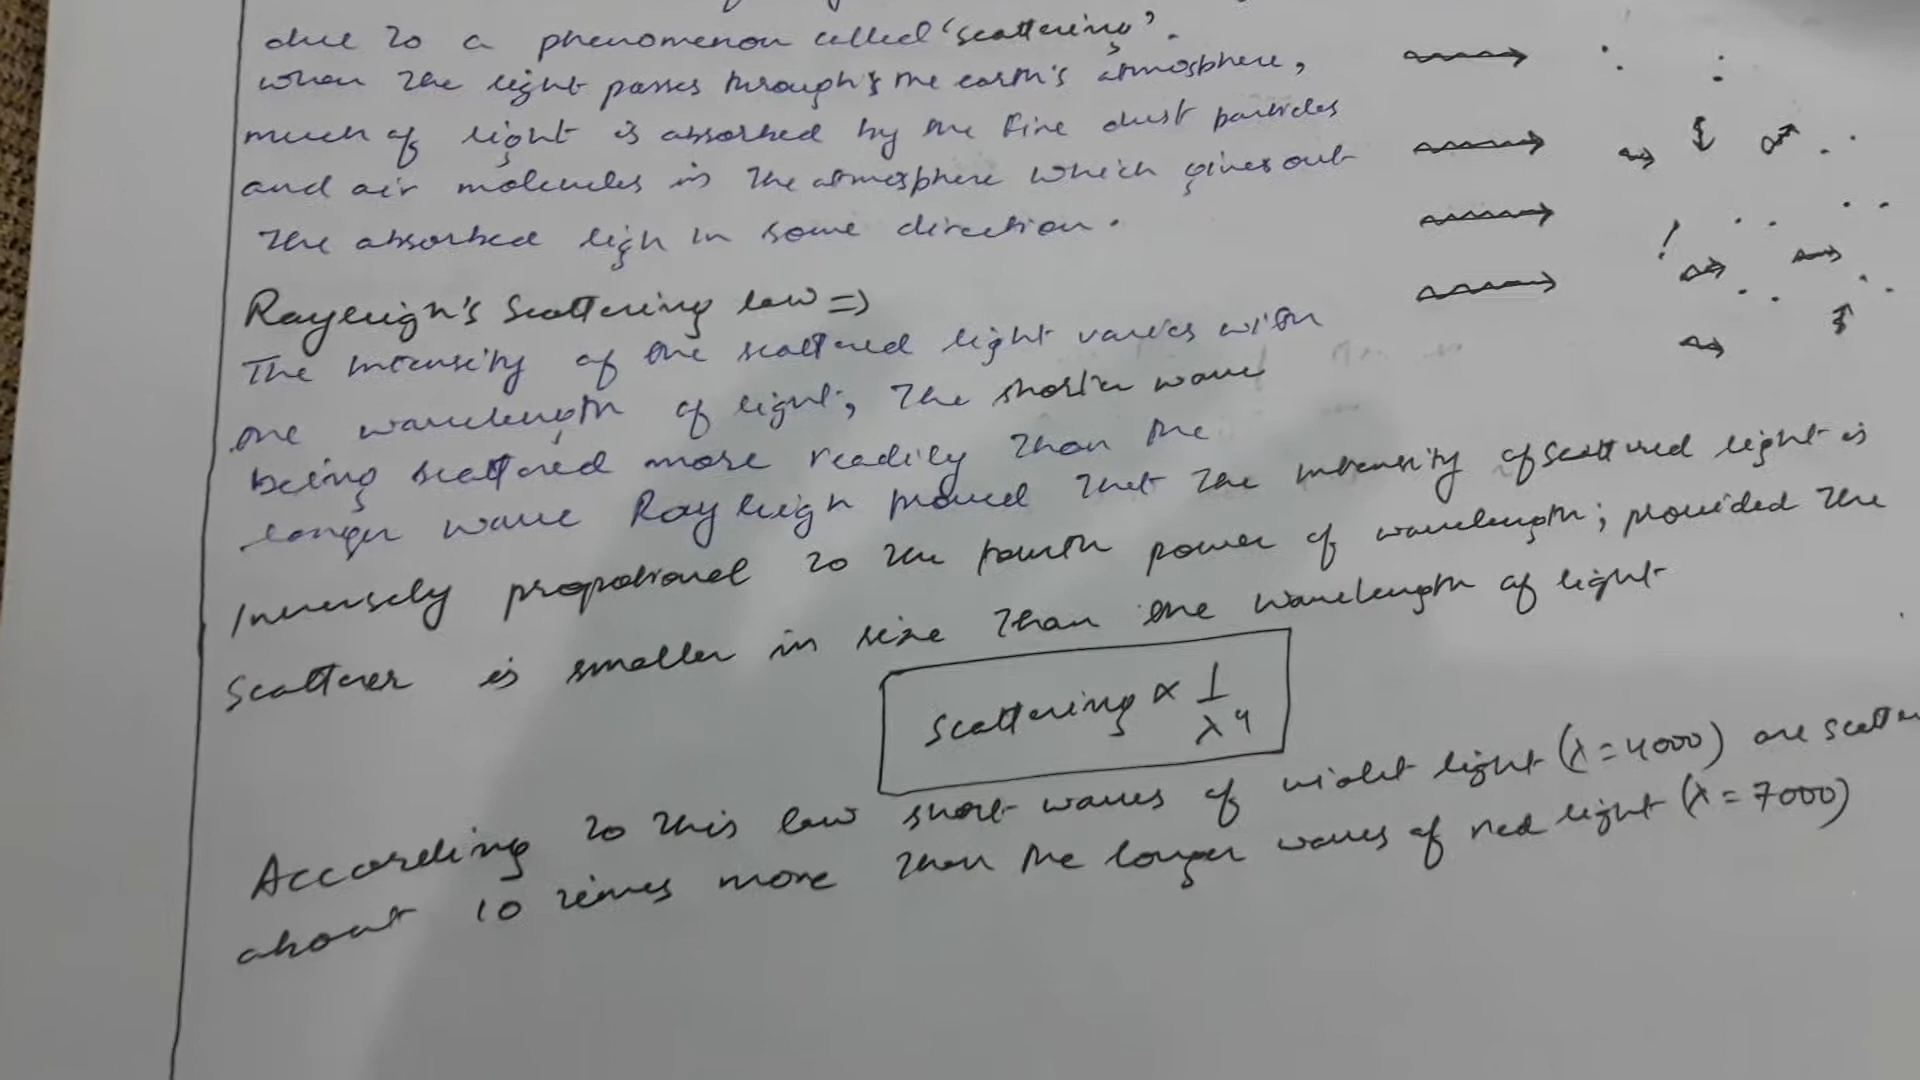 due to a phenomenon called 'scattering'.
when the light passes through the earth's atmosphere,
much of light is absorbed by the fine dust particles
and air molecules in the atmosphere which gives out
the absorbed ligh in some direction.
Rayleigh's Scattering law =>
The intensity of the scattered light varies with
the wavelength of light, The shorter wave
being scattered more readily than the
longer wave Rayleigh proved that the intensity of scattered light is
Inversely propotional to the fourth power of wavelength; provided the
Scatterer is smaller in size than the wavelength of light
Scattering ∝ 1/λ⁴
According to this law short waves of violet light (λ = 4000) are scatter
about 10 times more than the longer waves of red light (λ = 7000)